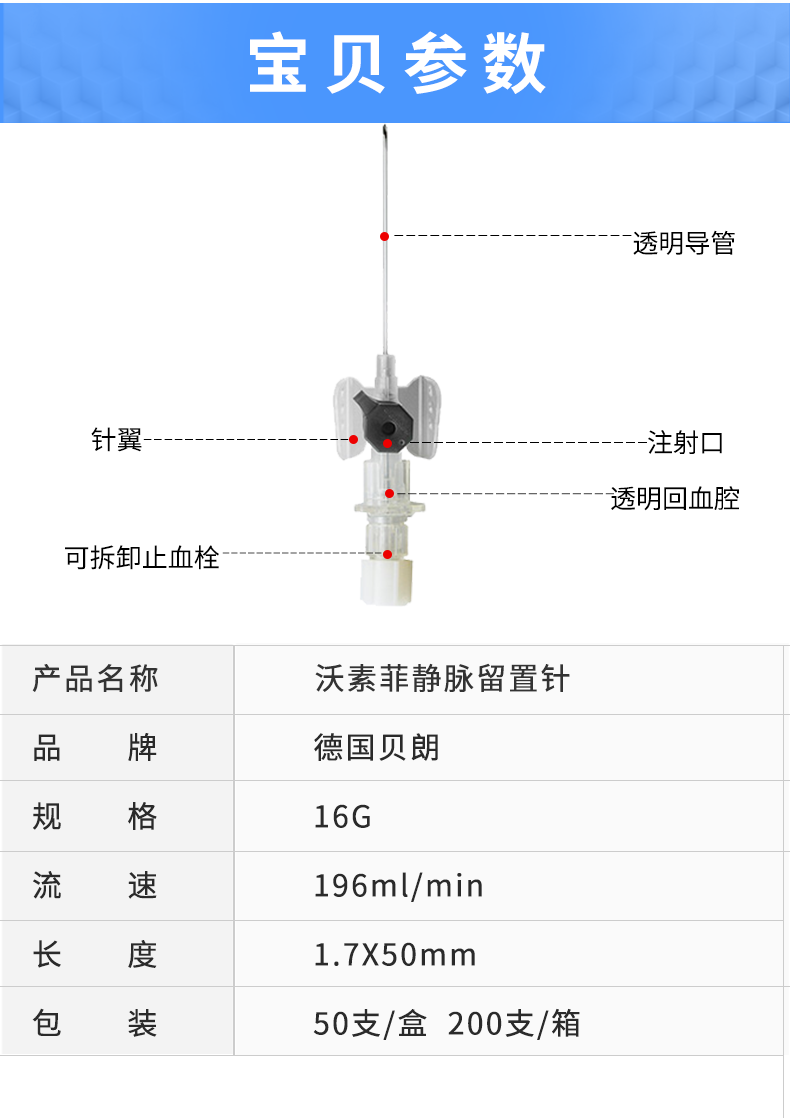 宝贝参数
透明导管
针翼
注射口
透明回血腔
可拆卸止血栓
产品名称 沃素菲静脉留置针
品 牌 德国贝朗
规 格 16G
流 速 196ml/min
长 度 1.7X50mm
包 装 50支/盒 200支/箱